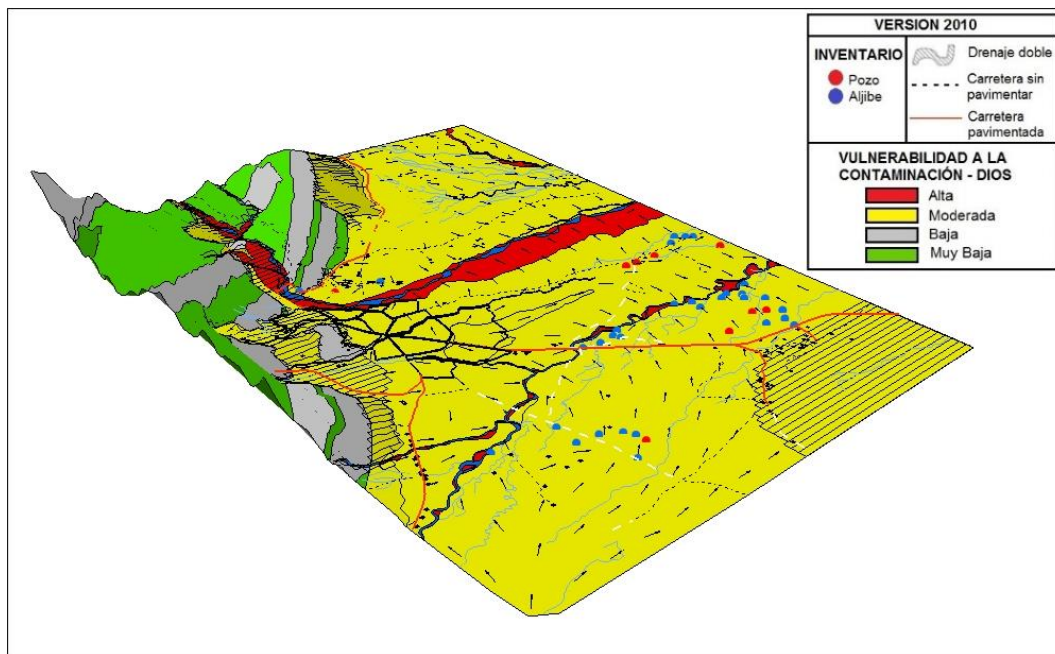 VERSION 2010
INVENTARIO
Pozo
Aljibe
Drenaje doble
Carretera sin
pavimentar
Carretera
pavimentada
VULNERABILIDAD A LA
CONTAMINACIÓN - DIOS
Alta
Moderada
Baja
Muy Baja